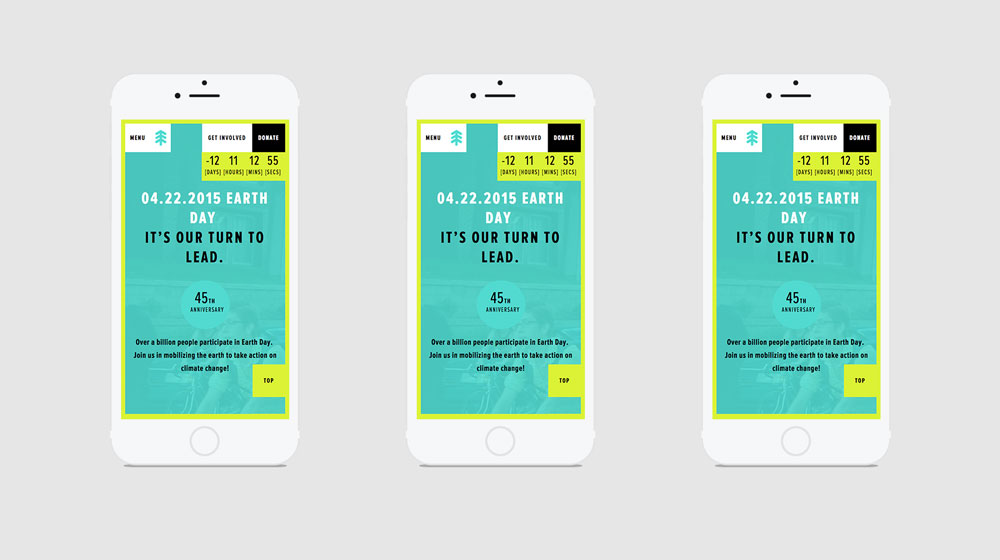 MENU GET INVOLVED DONATE
-12 11 12 55
[DAYS] [HOURS] [MINS] [SECS]
04.22.2015 EARTH
DAY
IT'S OUR TURN TO
LEAD.
45TH
ANNIVERSARY
Over a billion people participate in Earth Day.
Join us in mobilizing the earth to take action on
climate change!
TOP
MENU GET INVOLVED DONATE
-12 11 12 55
[DAYS] [HOURS] [MINS] [SECS]
04.22.2015 EARTH
DAY
IT'S OUR TURN TO
LEAD.
45TH
ANNIVERSARY
Over a billion people participate in Earth Day.
Join us in mobilizing the earth to take action on
climate change!
TOP
MENU GET INVOLVED DONATE
-12 11 12 55
[DAYS] [HOURS] [MINS] [SECS]
04.22.2015 EARTH
DAY
IT'S OUR TURN TO
LEAD.
45TH
ANNIVERSARY
Over a billion people participate in Earth Day.
Join us in mobilizing the earth to take action on
climate change!
TOP